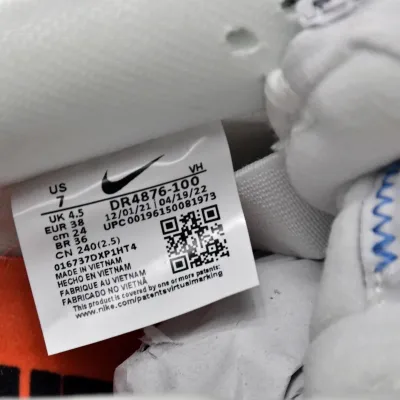 US
7
UK 4.5
EUR 38
cm 24
BR 36
CN 240(2.5)
VH
DR4876-100
12/01/21 04/19/22
UPC00196150081973
016737DXP1HT4
MADE IN VIETNAM
HECHO EN VIETNAM
FABRIQUE AU VIETNAM
FABRICADO NO VIETNÃ
This product is covered by one or more patents:
www.nike.com/patentsvirtualmarking